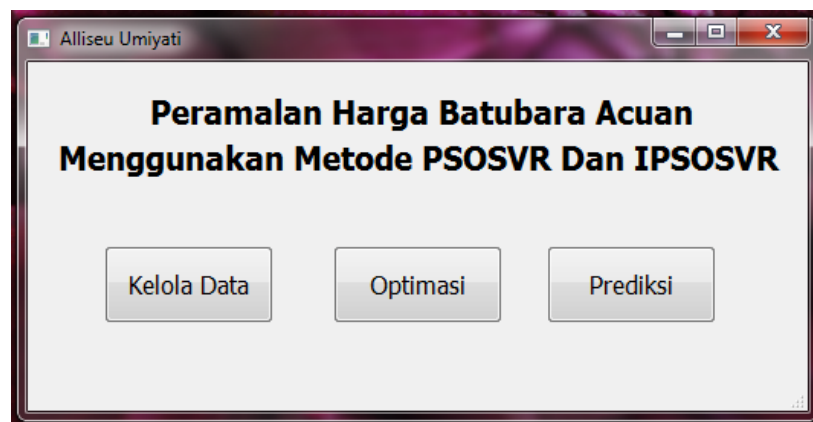 Alliseu Umiyati
Peramalan Harga Batubara Acuan
Menggunakan Metode PSOSVR Dan IPSOSVR
Kelola Data
Optimasi
Prediksi